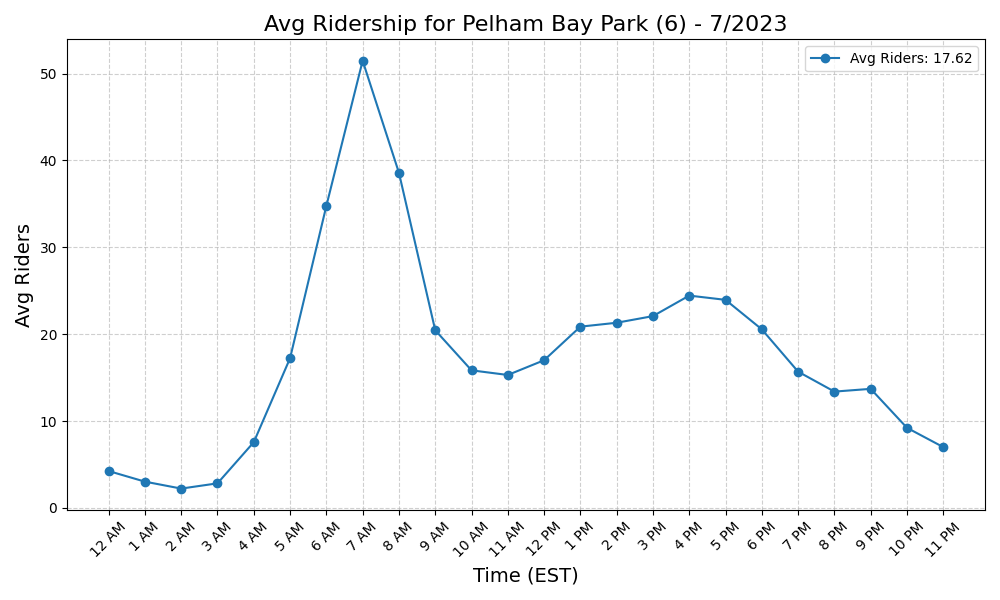 Avg Ridership for Pelham Bay Park (6) - 7/2023
Avg Riders: 17.62
Avg Riders
50
40
30
20
10
0
12 AM
1 AM
2 AM
3 AM
4 AM
5 AM
6 AM
7 AM
8 AM
9 AM
10 AM
11 AM
12 PM
1 PM
2 PM
3 PM
4 PM
5 PM
6 PM
7 PM
8 PM
9 PM
10 PM
11 PM
Time (EST)